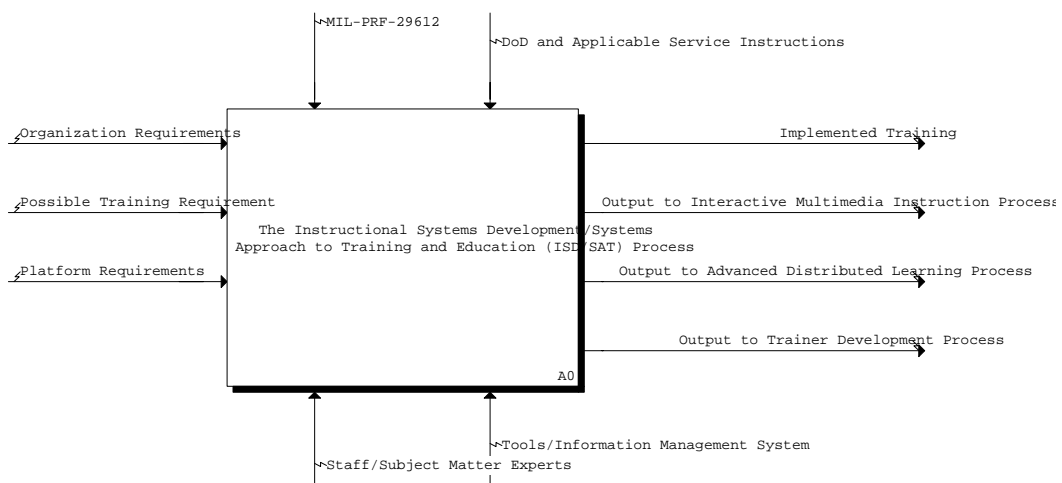 MIL-PRF-29612
DoD and Applicable Service Instructions
Organization Requirements
Implemented Training
Possible Training Requirement
Output to Interactive Multimedia Instruction Process
The Instructional Systems Development/Systems
Approach to Training and Education (ISD/SAT) Process
Platform Requirements
Output to Advanced Distributed Learning Process
Output to Trainer Development Process
A0
Tools/Information Management System
Staff/Subject Matter Experts